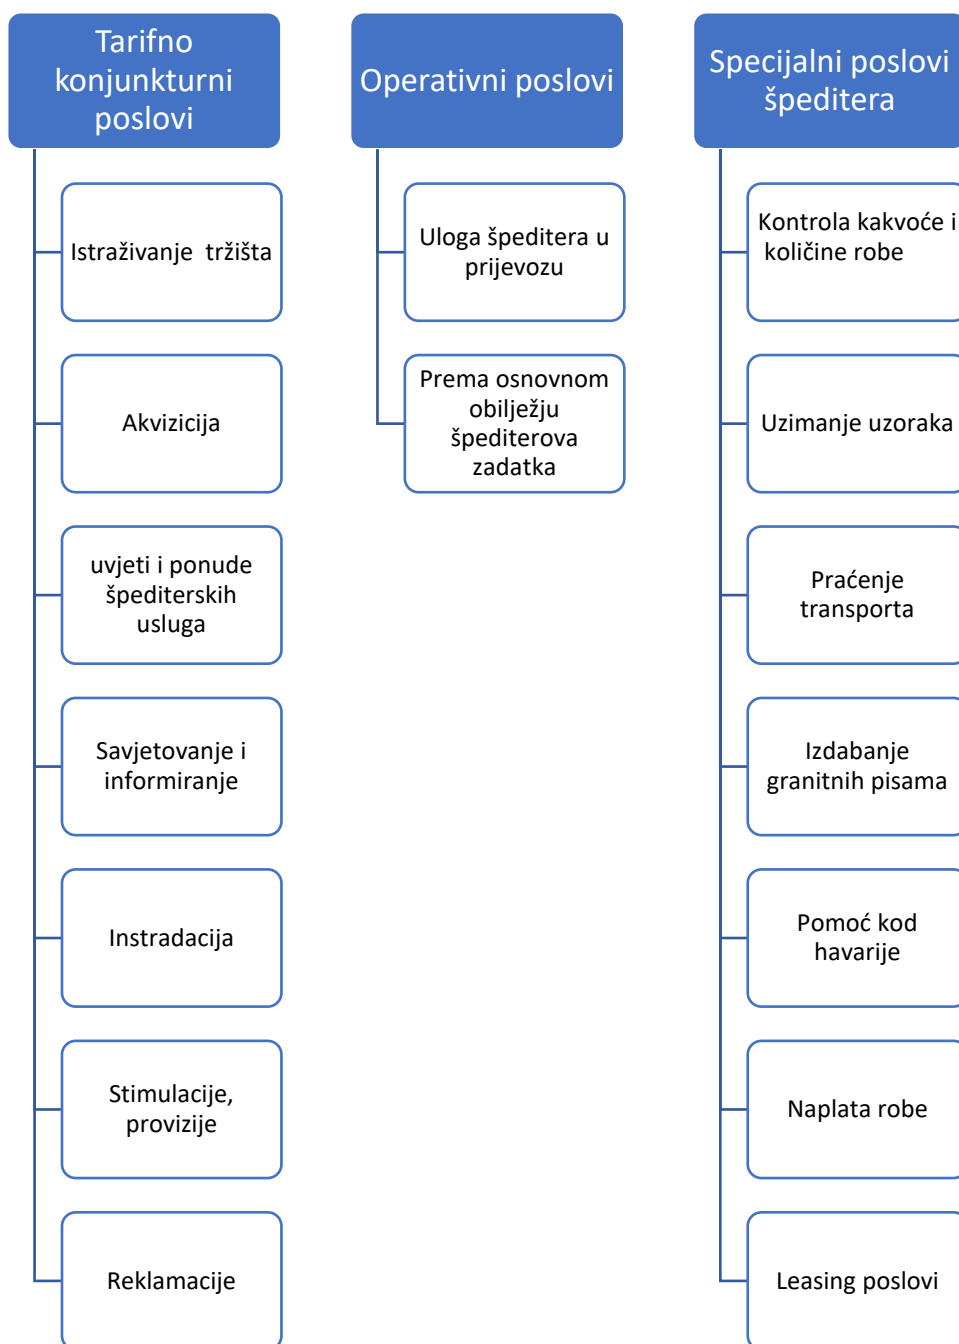 Tarifno
konjunkturni
poslovi
Istraživanje  tržišta
Akvizicija
uvjeti i ponude
špediterskih
usluga
Savjetovanje i
informiranje
Instradacija
Stimulacije,
provizije
Reklamacije
Operativni poslovi
Uloga špeditera u
prijevozu
Prema osnovnom
obilježju
špediterova
zadatka
Specijalni poslovi
špeditera
Kontrola kakvoće i
količine robe
Uzimanje uzoraka
Praćenje
transporta
Izdabanje
granitnih pisama
Pomoć kod
havarije
Naplata robe
Leasing poslovi